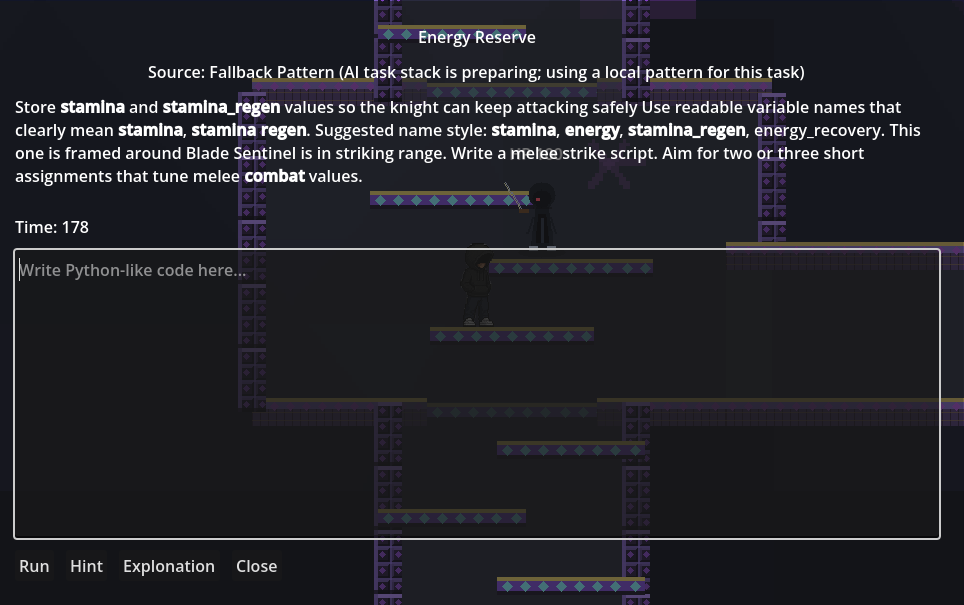 Energy Reserve
Source: Fallback Pattern (AI task stack is preparing; using a local pattern for this task)
Store stamina and stamina_regen values so the knight can keep attacking safely Use readable variable names that
clearly mean stamina, stamina regen. Suggested name style: stamina, energy, stamina_regen, energy_recovery. This
one is framed around Blade Sentinel is in striking range. Write a melee strike script. Aim for two or three short
assignments that tune melee combat values.
Time: 178
Write Python-like code here...
Run Hint Explonation Close